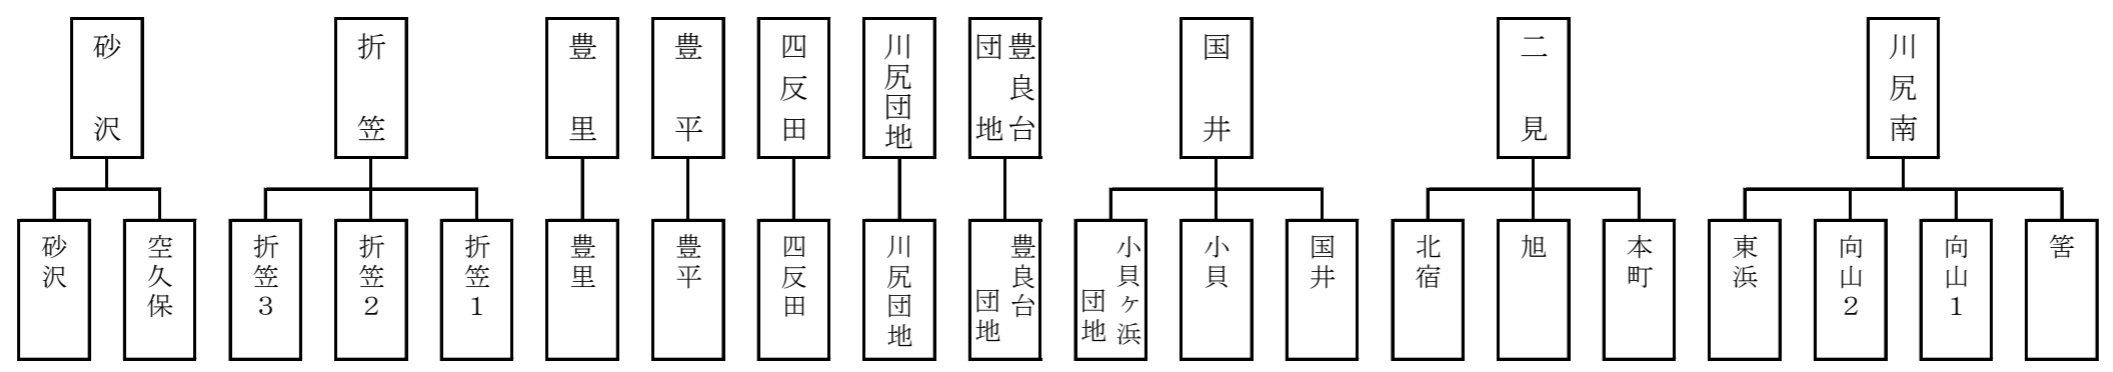 川尻南
二見
国井
豊良台
団地
川尻団地
四反田
豊平
豊里
折笠
砂沢
筈
向山1
向山2
東浜
本町
旭
北宿
国井
小貝
小貝ヶ浜
団地
豊良台
団地
川尻団地
四反田
豊平
豊里
折笠1
折笠2
折笠3
空久保
砂沢